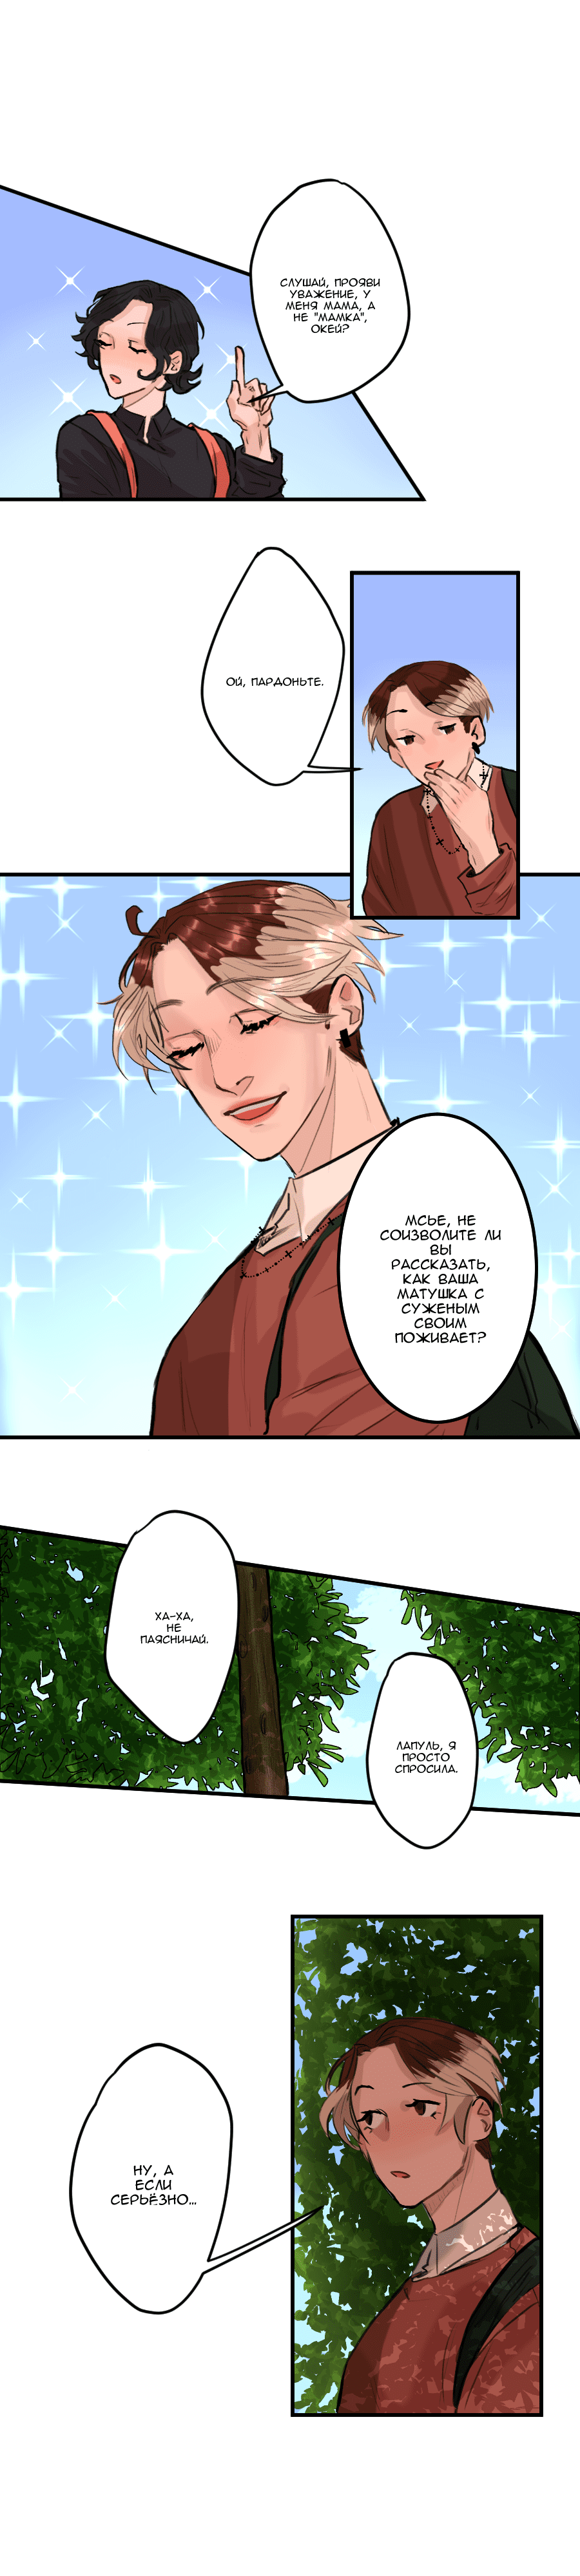 СЛУШАЙ, ПРОЯВИ
УВАЖЕНИЕ, У
МЕНЯ МАМА, А
НЕ "МАМКА",
ОКЕЙ?
ОЙ, ПАРДОНЬТЕ.
МСЬЕ, НЕ
СОИЗВОЛИТЕ ЛИ
ВЫ
РАССКАЗАТЬ,
КАК ВАША
МАТУШКА С
СУЖЕНЫМ
СВОИМ
ПОЖИВАЕТ?
ХА-ХА,
НЕ
ПАЯСНИЧАЙ.
ЛАПУЛЬ, Я
ПРОСТО
СПРОСИЛА.
НУ, А
ЕСЛИ
СЕРЬЁЗНО...